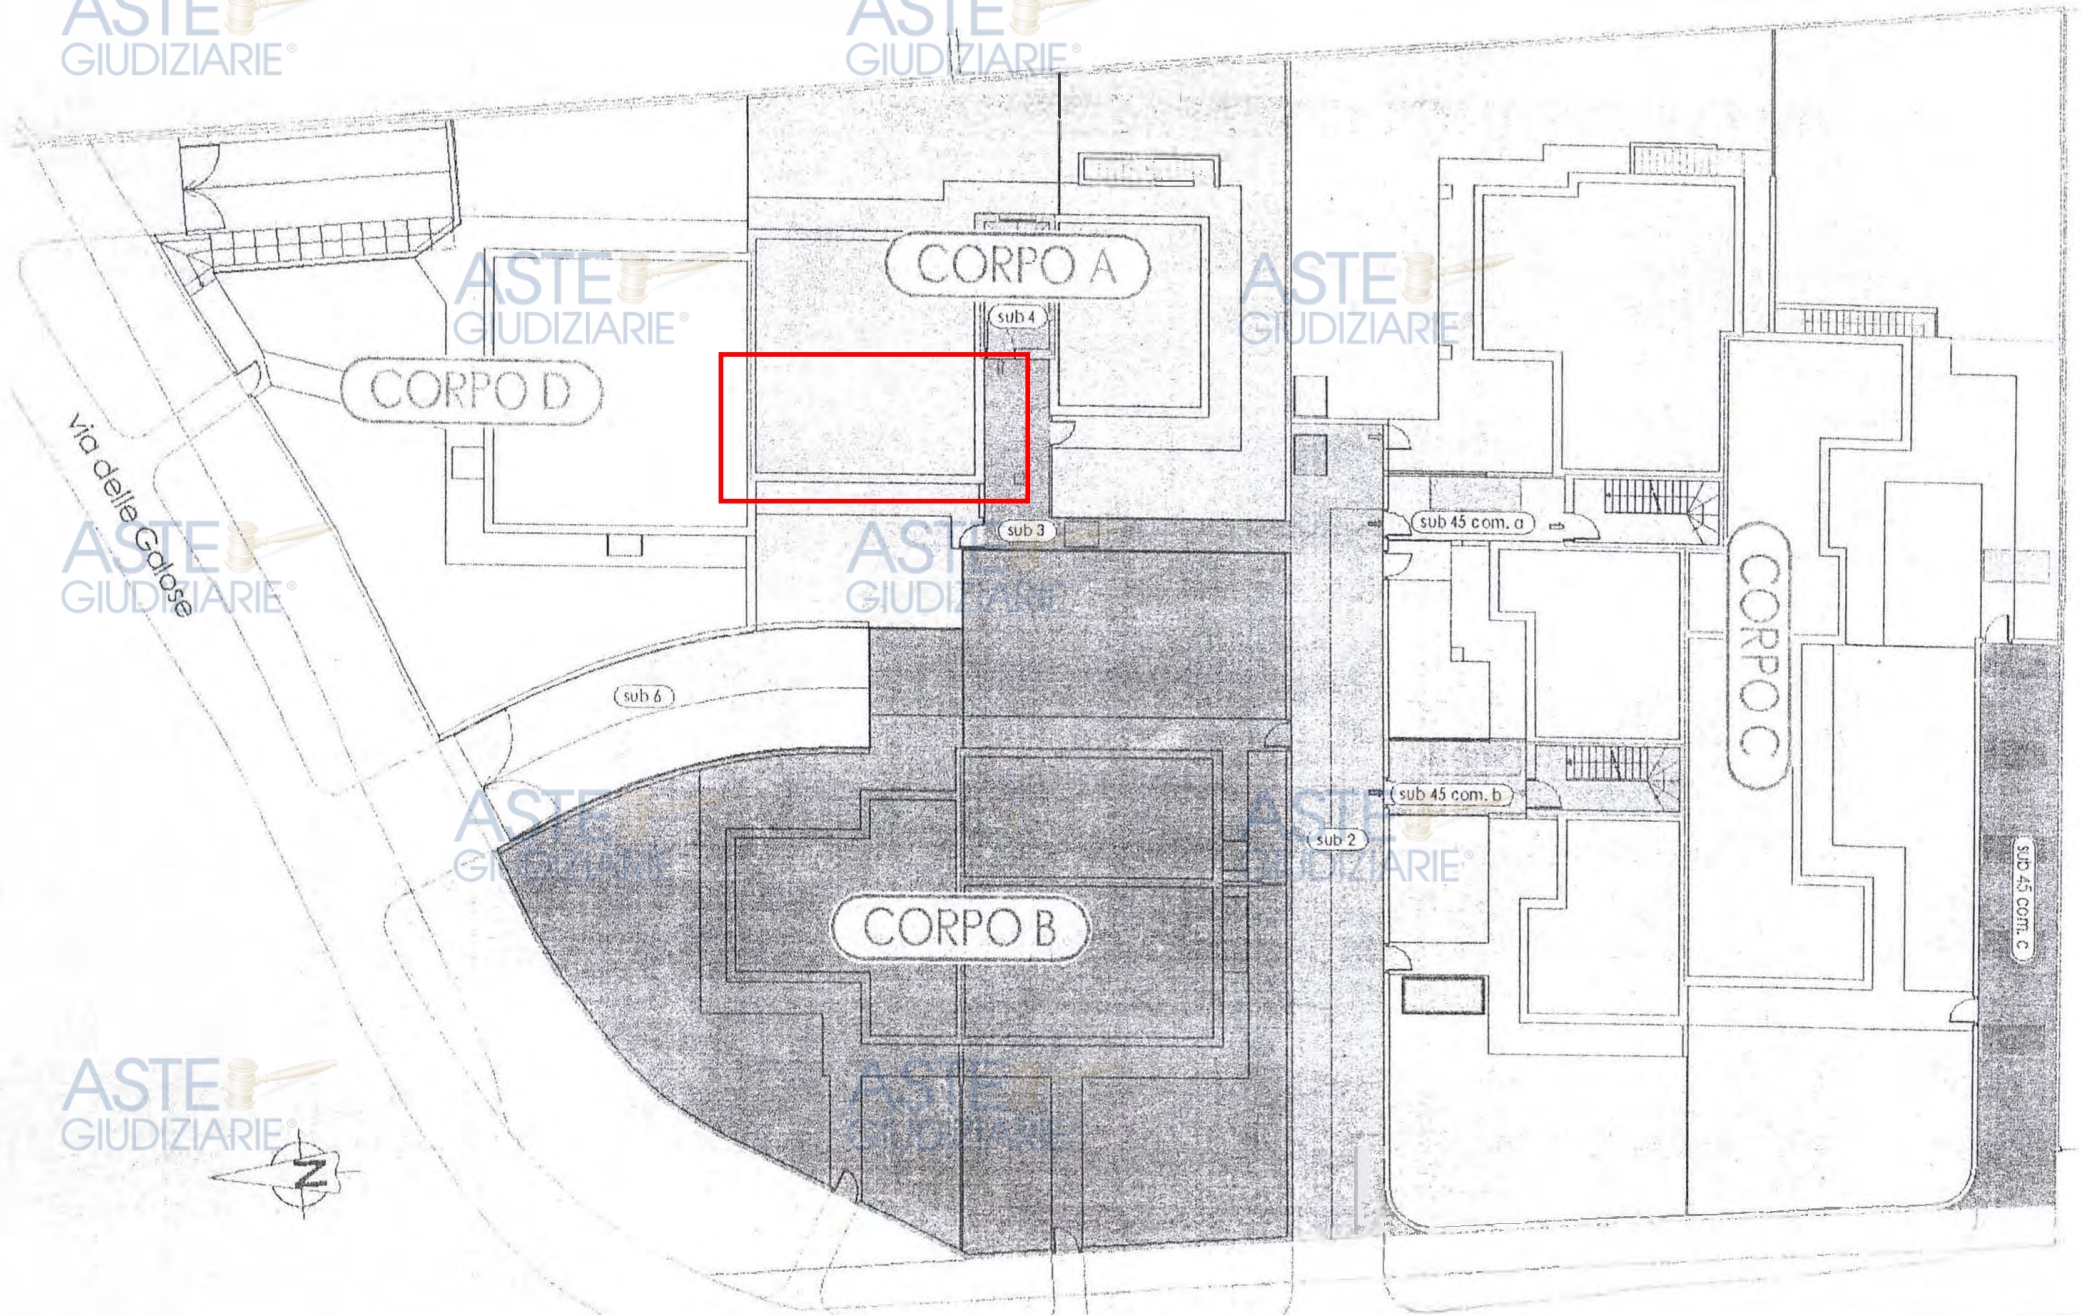 ASTE
GIUDIZIARIE®
ASTE
GIUDIZIARIE®
CORPO A
ASTE
GIUDIZIARIE®
ASTE
GIUDIZIARIE®
sub 4
CORPO D
via delle Galose
sub 3
sub 45 com. a
ASTE
GIUDIZIARIE®
ASTE
GIUDIZIARIE
CORPO C
sub 6
sub 45 com. b
ASTE
GIUDIZIARIE
ASTE
GIUDIZIARIE®
sub 2
sub 45 com. c
CORPO B
ASTE
GIUDIZIARIE®
ASTE
GIUDIZIARIE®
N